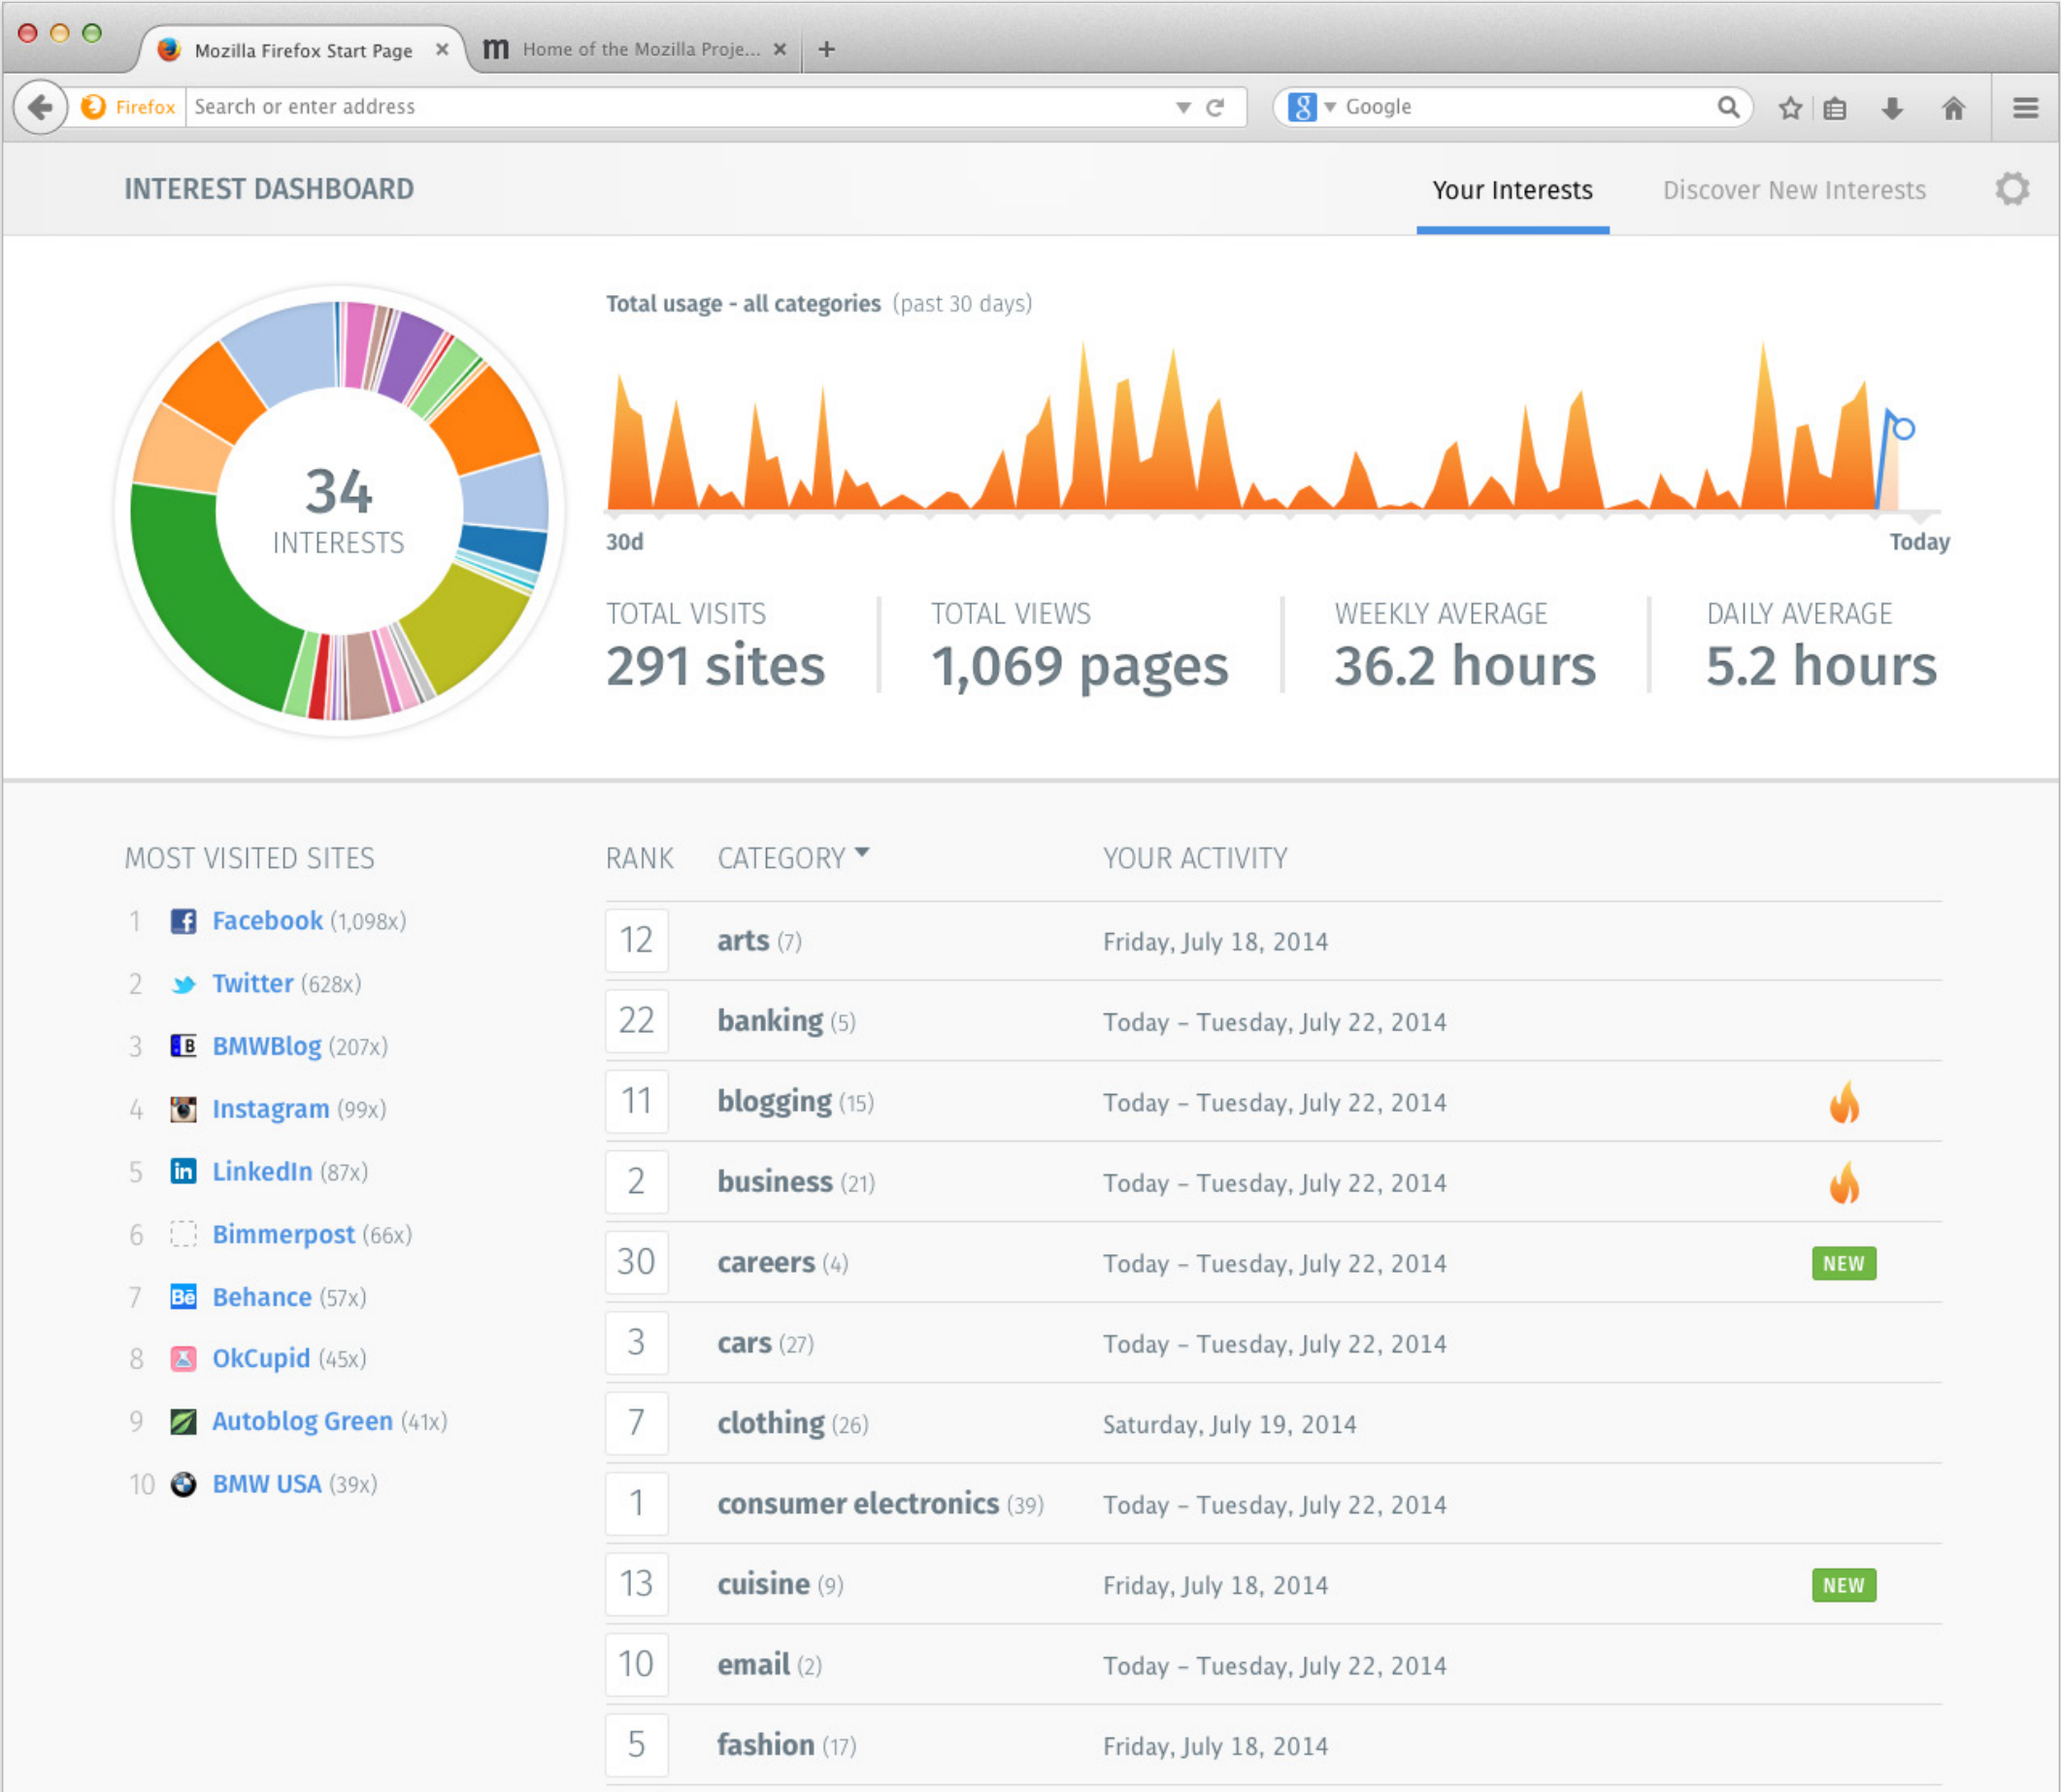 Mozilla Firefox Start Page
m Home of the Mozilla Proje...
Firefox Search or enter address
g Google
INTEREST DASHBOARD
Your Interests
Discover New Interests
34
INTERESTS
Total usage - all categories (past 30 days)
30d
Today
TOTAL VISITS
291 sites
TOTAL VIEWS
1,069 pages
WEEKLY AVERAGE
36.2 hours
DAILY AVERAGE
5.2 hours
MOST VISITED SITES
1 f Facebook (1,098x)
2 Twitter (628x)
3 B BMWBlog (207x)
4 Instagram (99x)
5 in LinkedIn (87x)
6 Bimmerpost (66x)
7 Bē Behance (57x)
8 OkCupid (45x)
9 Autoblog Green (41x)
10 BMW USA (39x)
RANK CATEGORY YOUR ACTIVITY
12 arts (7) Friday, July 18, 2014
22 banking (5) Today – Tuesday, July 22, 2014
11 blogging (15) Today – Tuesday, July 22, 2014
2 business (21) Today – Tuesday, July 22, 2014
30 careers (4) Today – Tuesday, July 22, 2014 NEW
3 cars (27) Today – Tuesday, July 22, 2014
7 clothing (26) Saturday, July 19, 2014
1 consumer electronics (39) Today – Tuesday, July 22, 2014
13 cuisine (9) Friday, July 18, 2014 NEW
10 email (2) Today – Tuesday, July 22, 2014
5 fashion (17) Friday, July 18, 2014